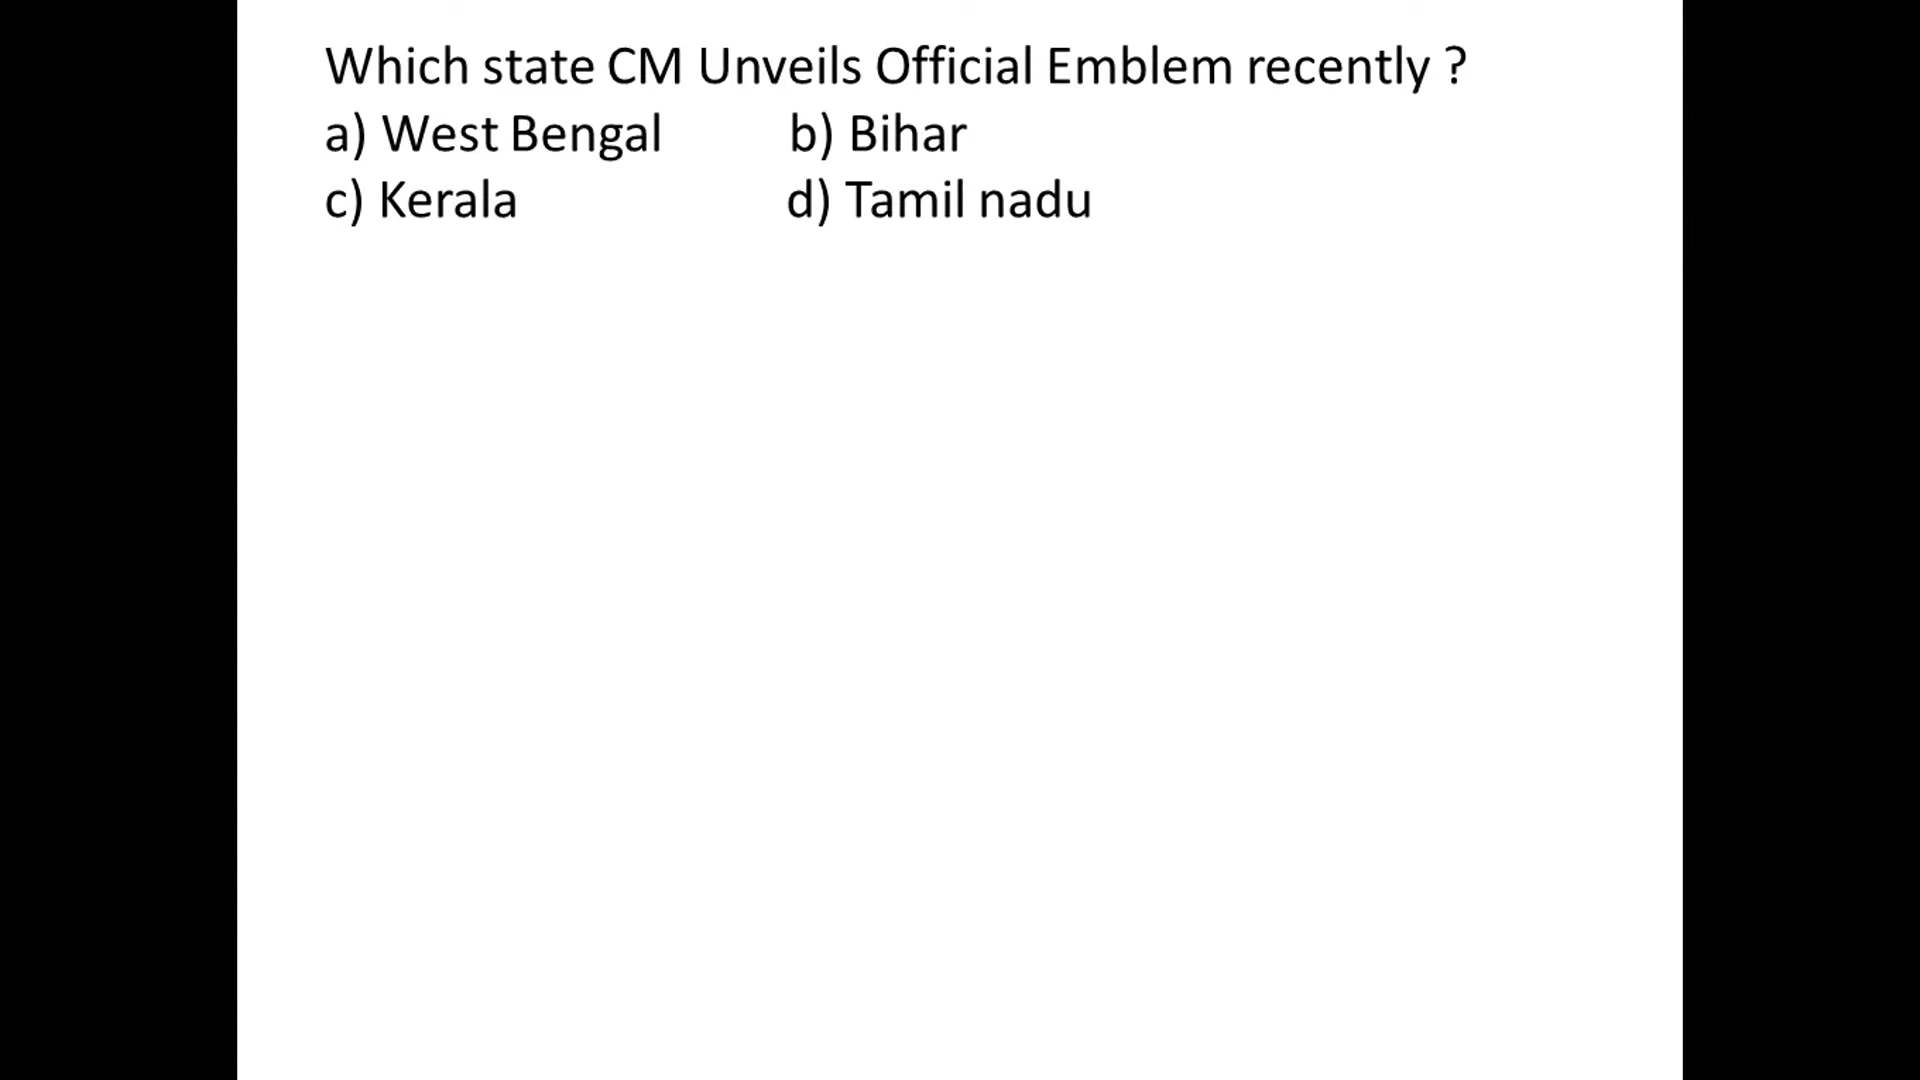 Which state CM Unveils Official Emblem recently ?
a) West Bengal b) Bihar
c) Kerala d) Tamil nadu